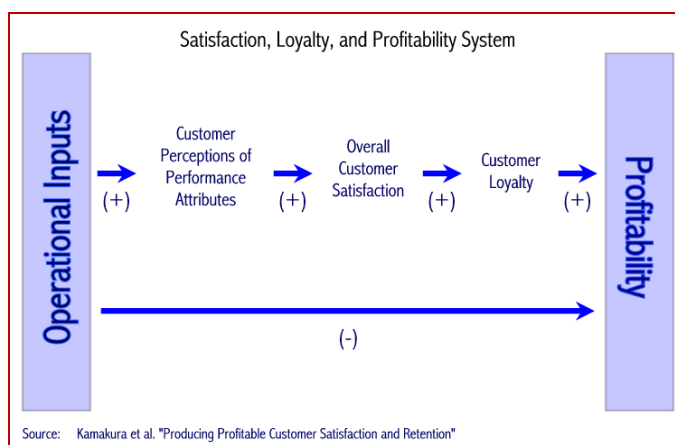 Satisfaction, Loyalty, and Profitability System
Operational Inputs
Customer
Perceptions of
Performance
Attributes
Overall
Customer
Satisfaction
Customer
Loyalty
Profitability
(+)
(+)
(+)
(+)
(-)
Source: Kamakura et al. "Producing Profitable Customer Satisfaction and Retention"